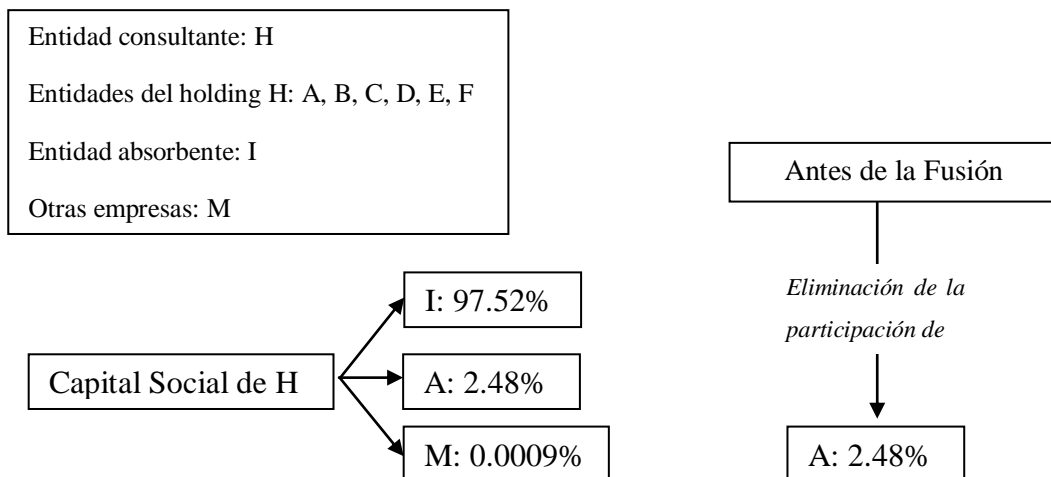 Entidad consultante: H
Entidades del holding H: A, B, C, D, E, F
Entidad absorbente: I
Otras empresas: M
Antes de la Fusión
Eliminación de la
participación de
I: 97.52%
Capital Social de H
A: 2.48%
M: 0.0009%
A: 2.48%